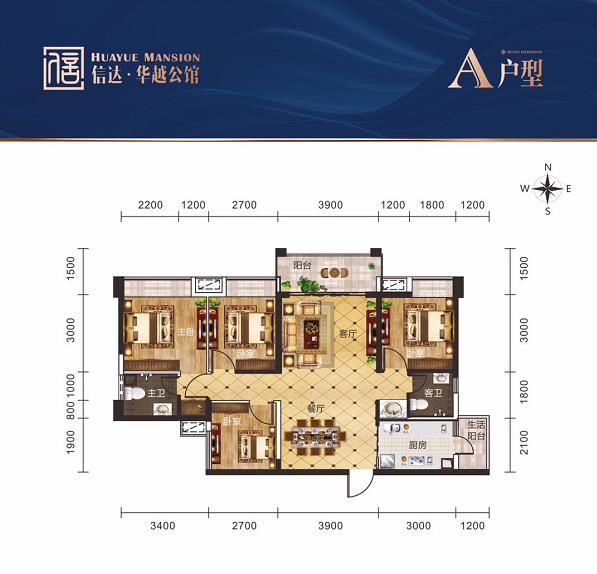 HUAYUE MANSION
信达·华越公馆
A户型
N
W E
S
2200 1200 2700 3900 1200 1800 1200
1500
3000
1000
800
1900
1500
3000
1800
2100
阳台
主卧
卧室
客厅
卧室
主卫
客卫
卧室
餐厅
厨房
生活
阳台
3400 2700 3900 3000 1200